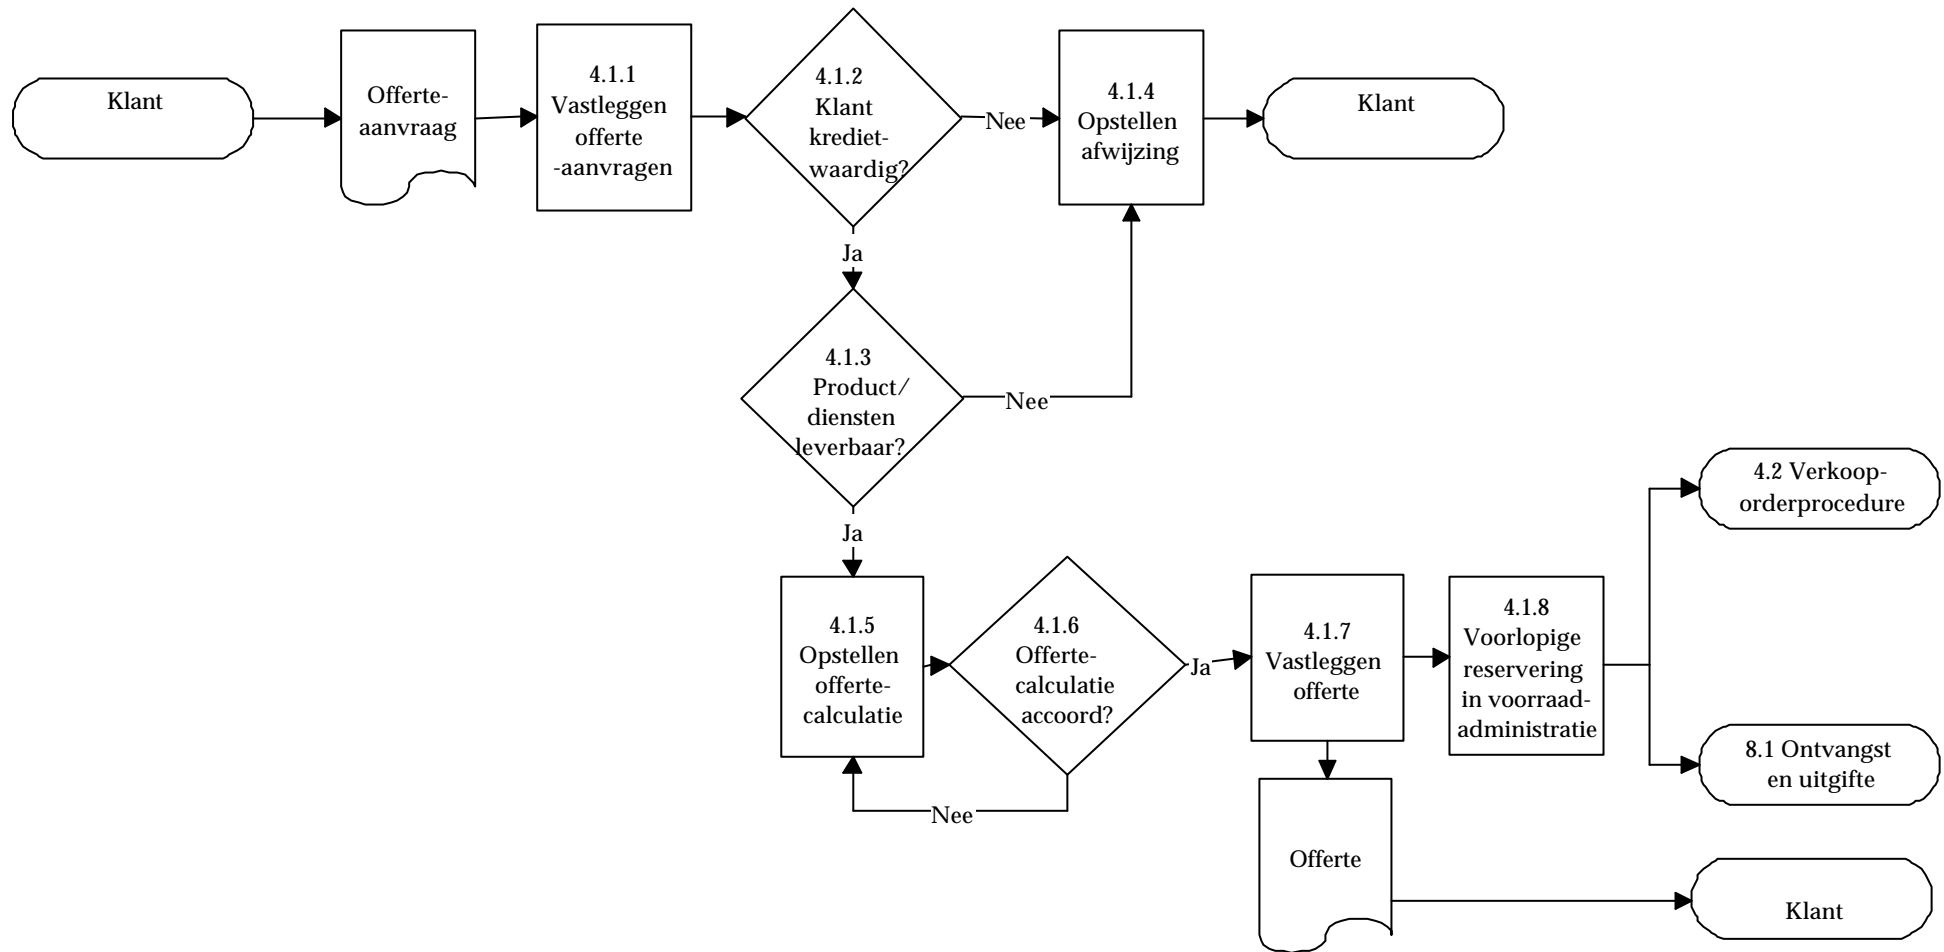 Klant
Offerte-
aanvraag
4.1.1
Vastleggen
offerte
-aanvragen
4.1.2
Klant
krediet-
waardig?
Nee
4.1.4
Opstellen
afwijzing
Klant
Ja
4.1.3
Product/
diensten
leverbaar?
Nee
Ja
4.1.5
Opstellen
offerte-
calculatie
4.1.6
Offerte-
calculatie
accoord?
Nee
Ja
4.1.7
Vastleggen
offerte
4.1.8
Voorlopige
reservering
in voorraad-
administratie
4.2 Verkoop-
orderprocedure
8.1 Ontvangst
en uitgifte
Offerte
Klant